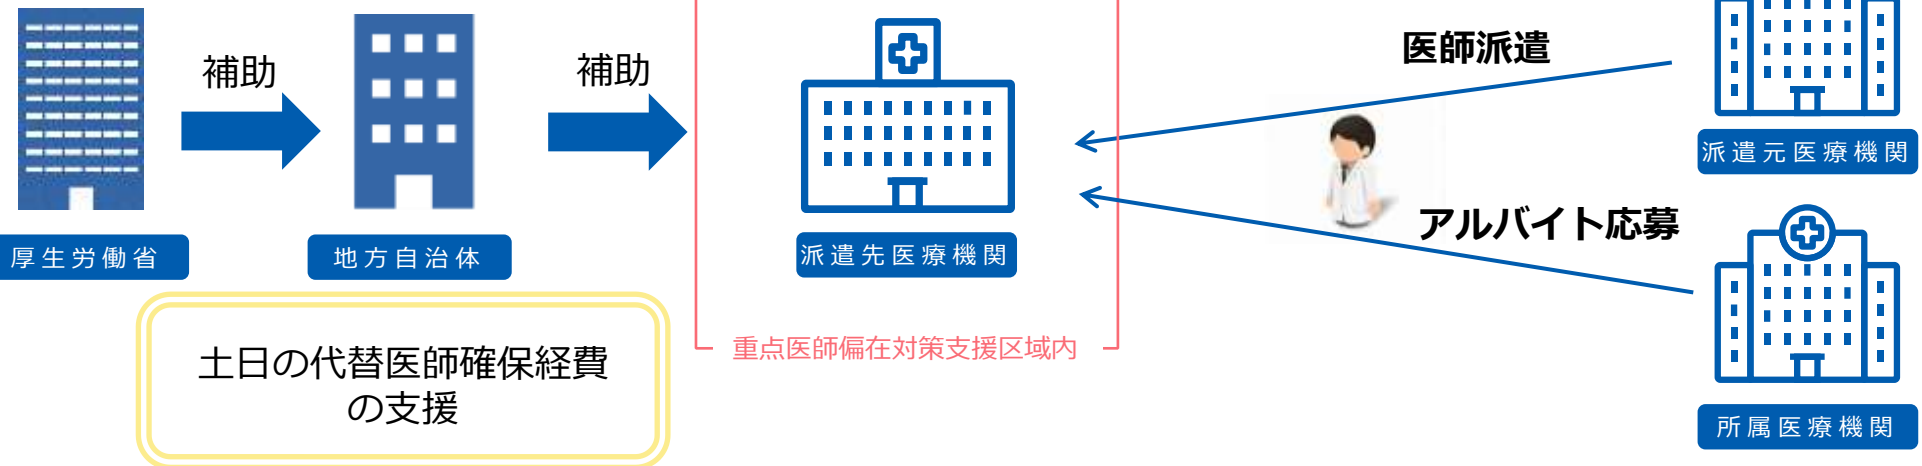 補助
補助
医師派遣
派遣元医療機関
アルバイト応募
厚生労働省
地方自治体
派遣先医療機関
重点医師偏在対策支援区域内
土日の代替医師確保経費
の支援
所属医療機関